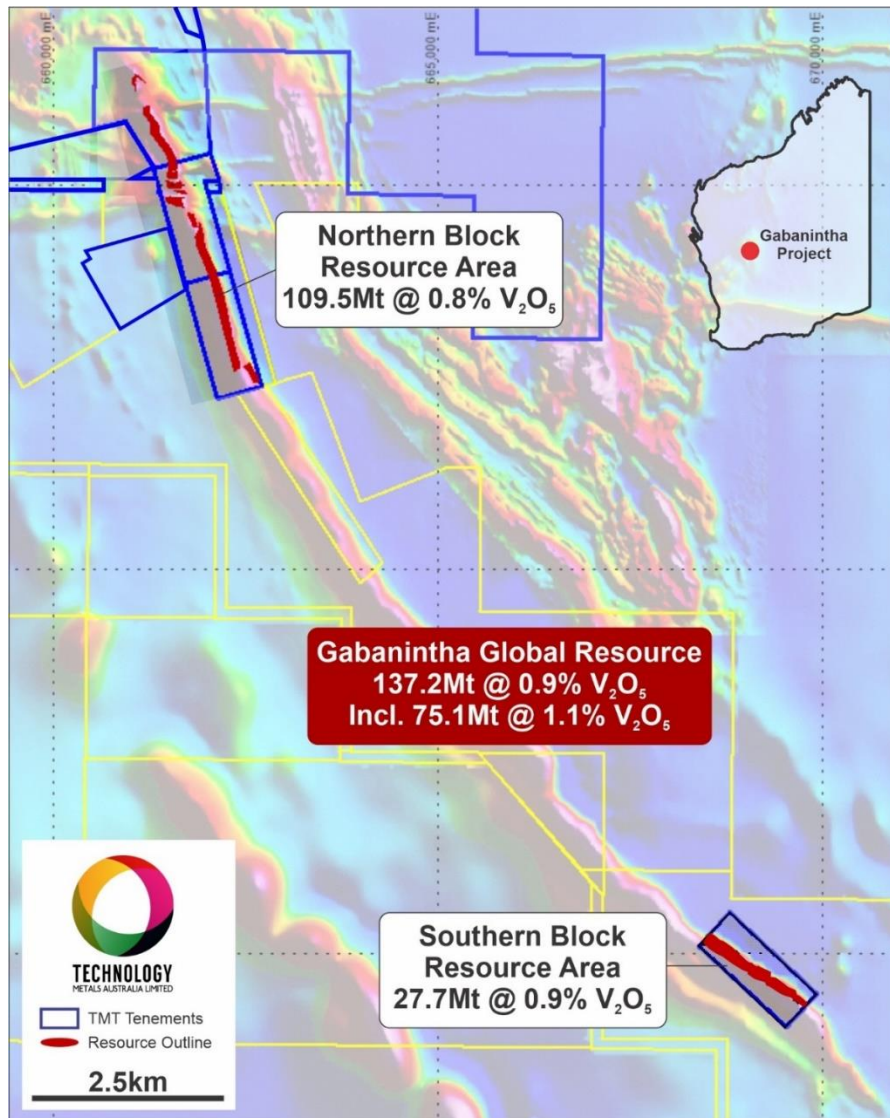 660,000 mE
665,000 mE
670,000 mE
Gabanintha
Project
Northern Block
Resource Area
109.5Mt @ 0.8% V₂O₅
Gabanintha Global Resource
137.2Mt @ 0.9% V₂O₅
Incl. 75.1Mt @ 1.1% V₂O₅
Southern Block
Resource Area
27.7Mt @ 0.9% V₂O₅
TECHNOLOGY
METALS AUSTRALIA LIMITED
TMT Tenements
Resource Outline
2.5km